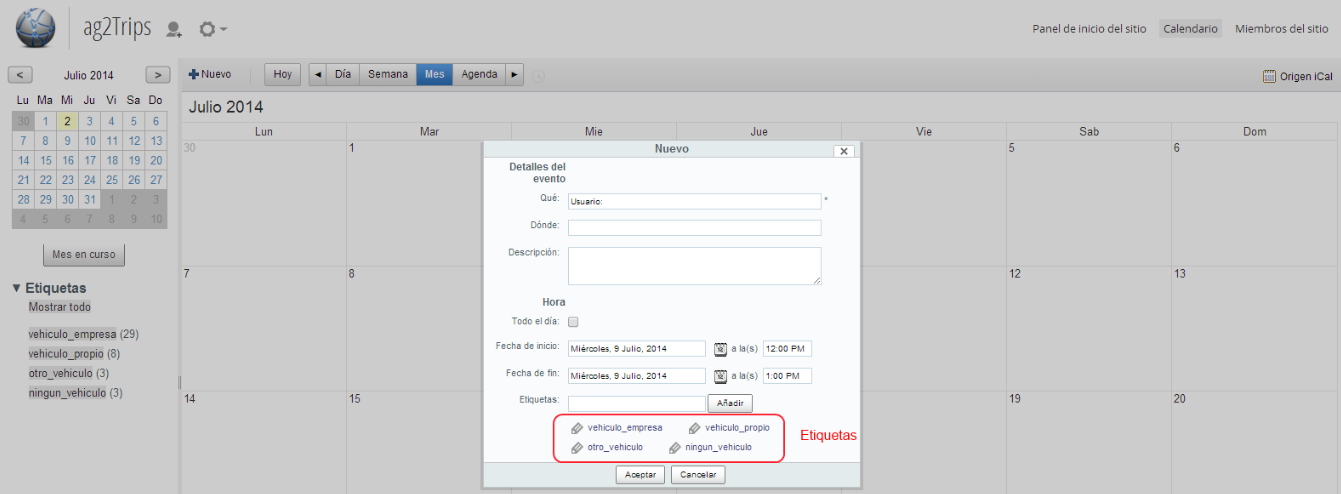 ag2Trips
Panel de inicio del sitio Calendario Miembros del sitio
< Julio 2014 >
Lu Ma Mi Ju Vi Sa Do
30 1 2 3 4 5 6
7 8 9 10 11 12 13
14 15 16 17 18 19 20
21 22 23 24 25 26 27
28 29 30 31 1 2 3
4 5 6 7 8 9 10
Mes en curso
▼ Etiquetas
Mostrar todo
vehiculo_empresa (29)
vehiculo_propio (8)
otro_vehiculo (3)
ningun_vehiculo (3)
Nuevo Hoy ◄ Día Semana Mes Agenda ► Origen iCal
Julio 2014
Lun Mar Mie Jue Vie Sab Dom
30 1 5 6
7 8 12 13
14 15 19 20
Nuevo X
Detalles del
evento
Qué: Usuario: *
Dónde:
Descripción:
Hora
Todo el día:
Fecha de inicio: Miércoles, 9 Julio, 2014 a la(s) 12:00 PM
Fecha de fin: Miércoles, 9 Julio, 2014 a la(s) 1:00 PM
Etiquetas: Añadir
vehiculo_empresa vehiculo_propio
otro_vehiculo ningun_vehiculo
Etiquetas
Aceptar Cancelar